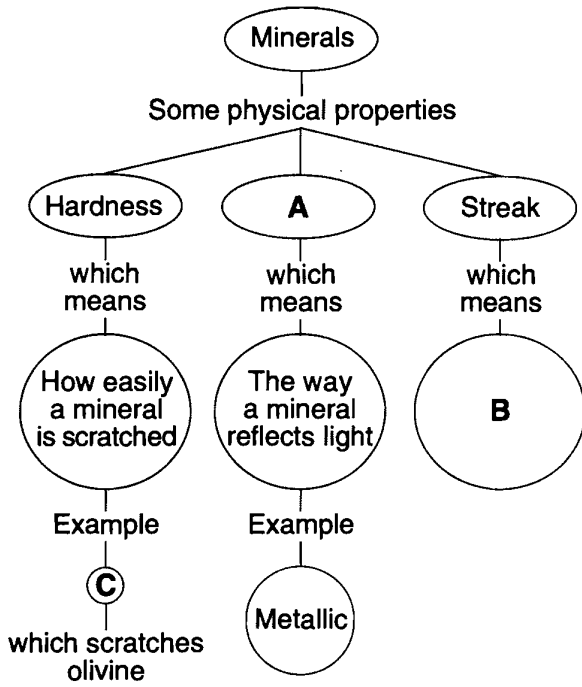 Minerals
Some physical properties
Hardness
A
Streak
which
means
which
means
which
means
How easily
a mineral
is scratched
The way
a mineral
reflects light
B
Example
Example
C
Metallic
which scratches
olivine